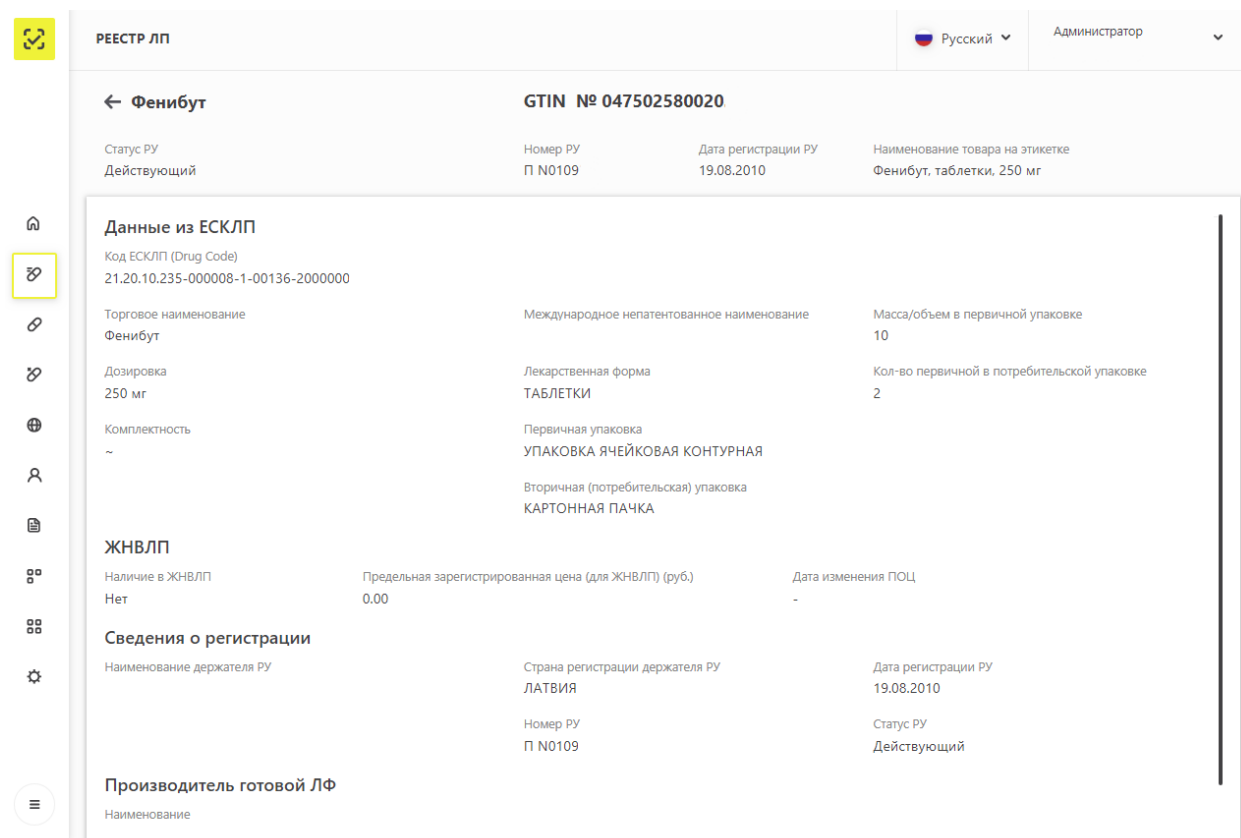 РЕЕСТР ЛП
Русский
Администратор
Фенибут
GTIN № 047502580020
Статус РУ
Номер РУ
Дата регистрации РУ
Наименование товара на этикетке
Действующий
П N0109
19.08.2010
Фенибут, таблетки, 250 мг
Данные из ЕСКЛП
Код ЕСКЛП (Drug Code)
21.20.10.235-000008-1-00136-2000000
Торговое наименование
Международное непатентованное наименование
Масса/объем в первичной упаковке
Фенибут
10
Дозировка
Лекарственная форма
Кол-во первичной в потребительской упаковке
250 мг
ТАБЛЕТКИ
2
Комплектность
Первичная упаковка
~
УПАКОВКА ЯЧЕЙКОВАЯ КОНТУРНАЯ
Вторичная (потребительская) упаковка
КАРТОННАЯ ПАЧКА
ЖНВЛП
Наличие в ЖНВЛП
Предельная зарегистрированная цена (для ЖНВЛП) (руб.)
Дата изменения ПОЦ
Нет
0.00
-
Сведения о регистрации
Наименование держателя РУ
Страна регистрации держателя РУ
Дата регистрации РУ
ЛАТВИЯ
19.08.2010
Номер РУ
Статус РУ
П N0109
Действующий
Производитель готовой ЛФ
Наименование